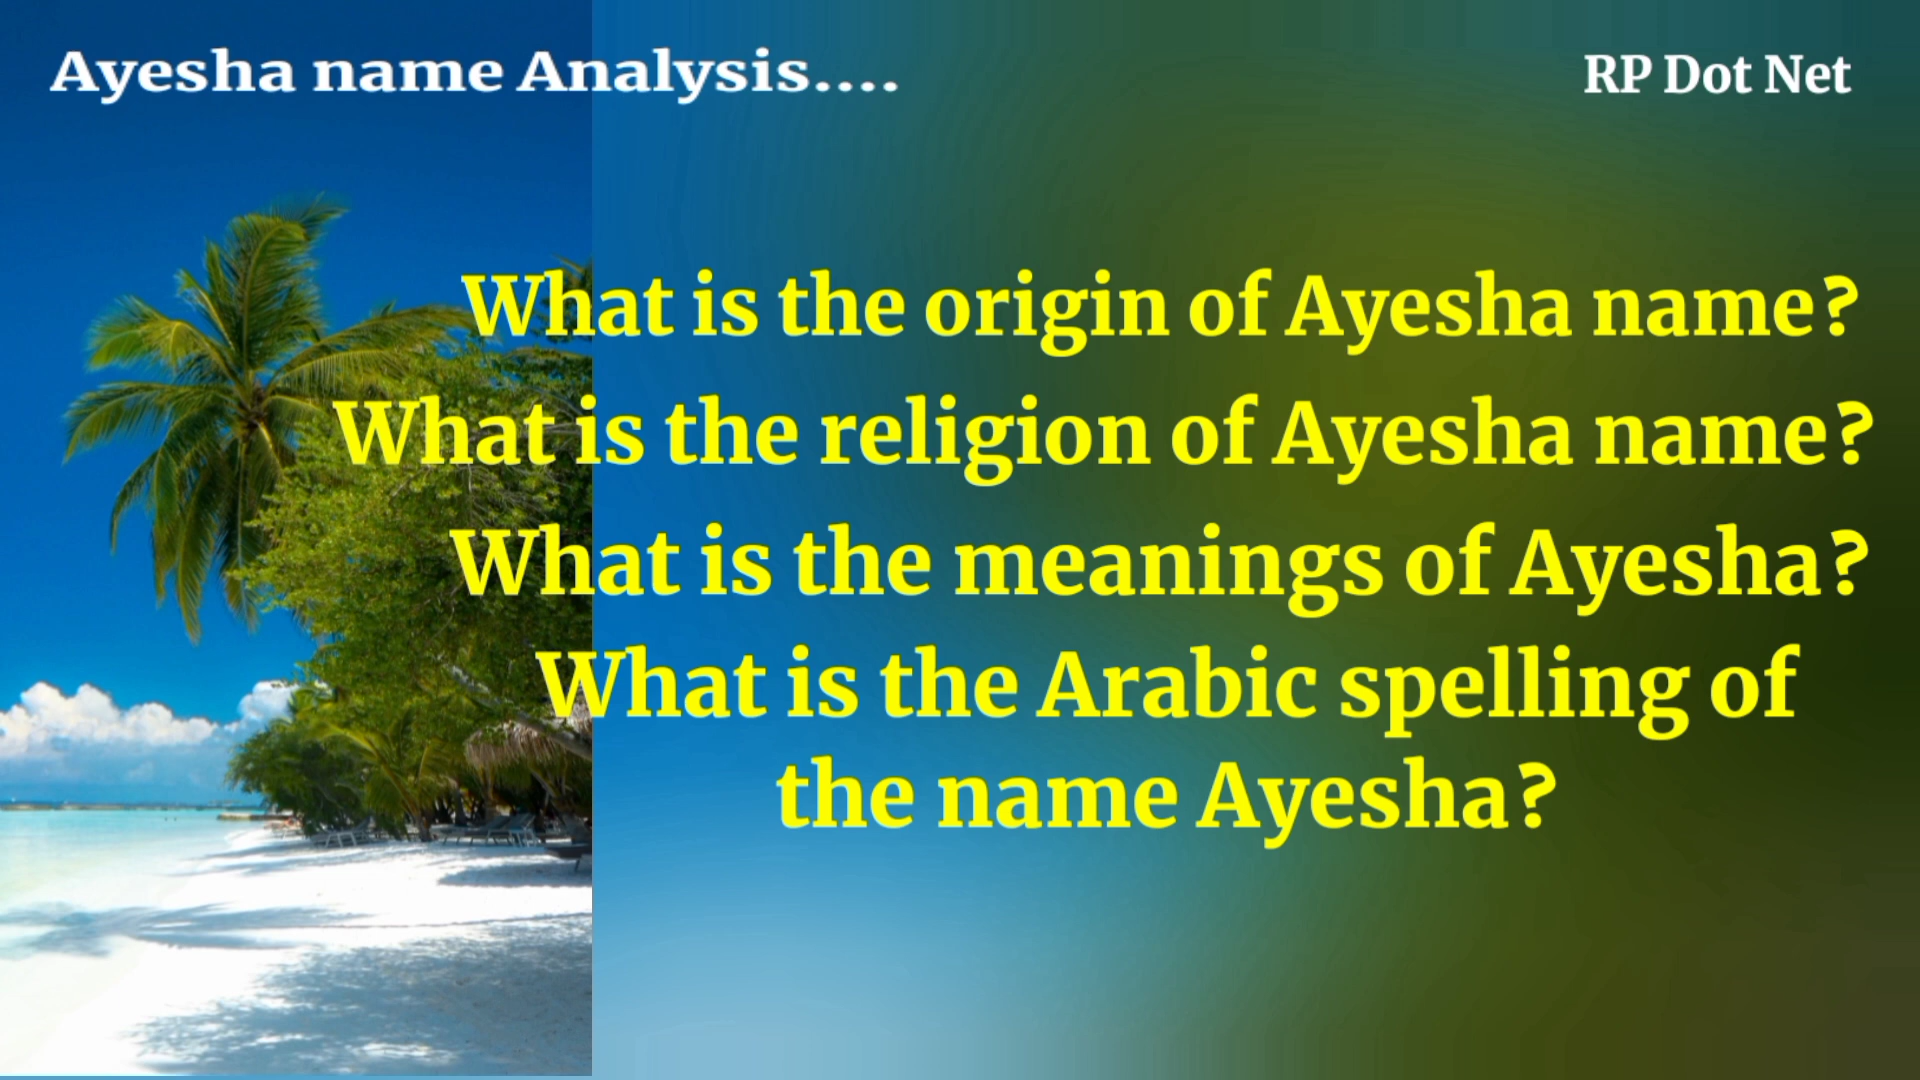 Ayesha name Analysis....
RP Dot Net
What is the origin of Ayesha name?
What is the religion of Ayesha name?
What is the meanings of Ayesha?
What is the Arabic spelling of
the name Ayesha?